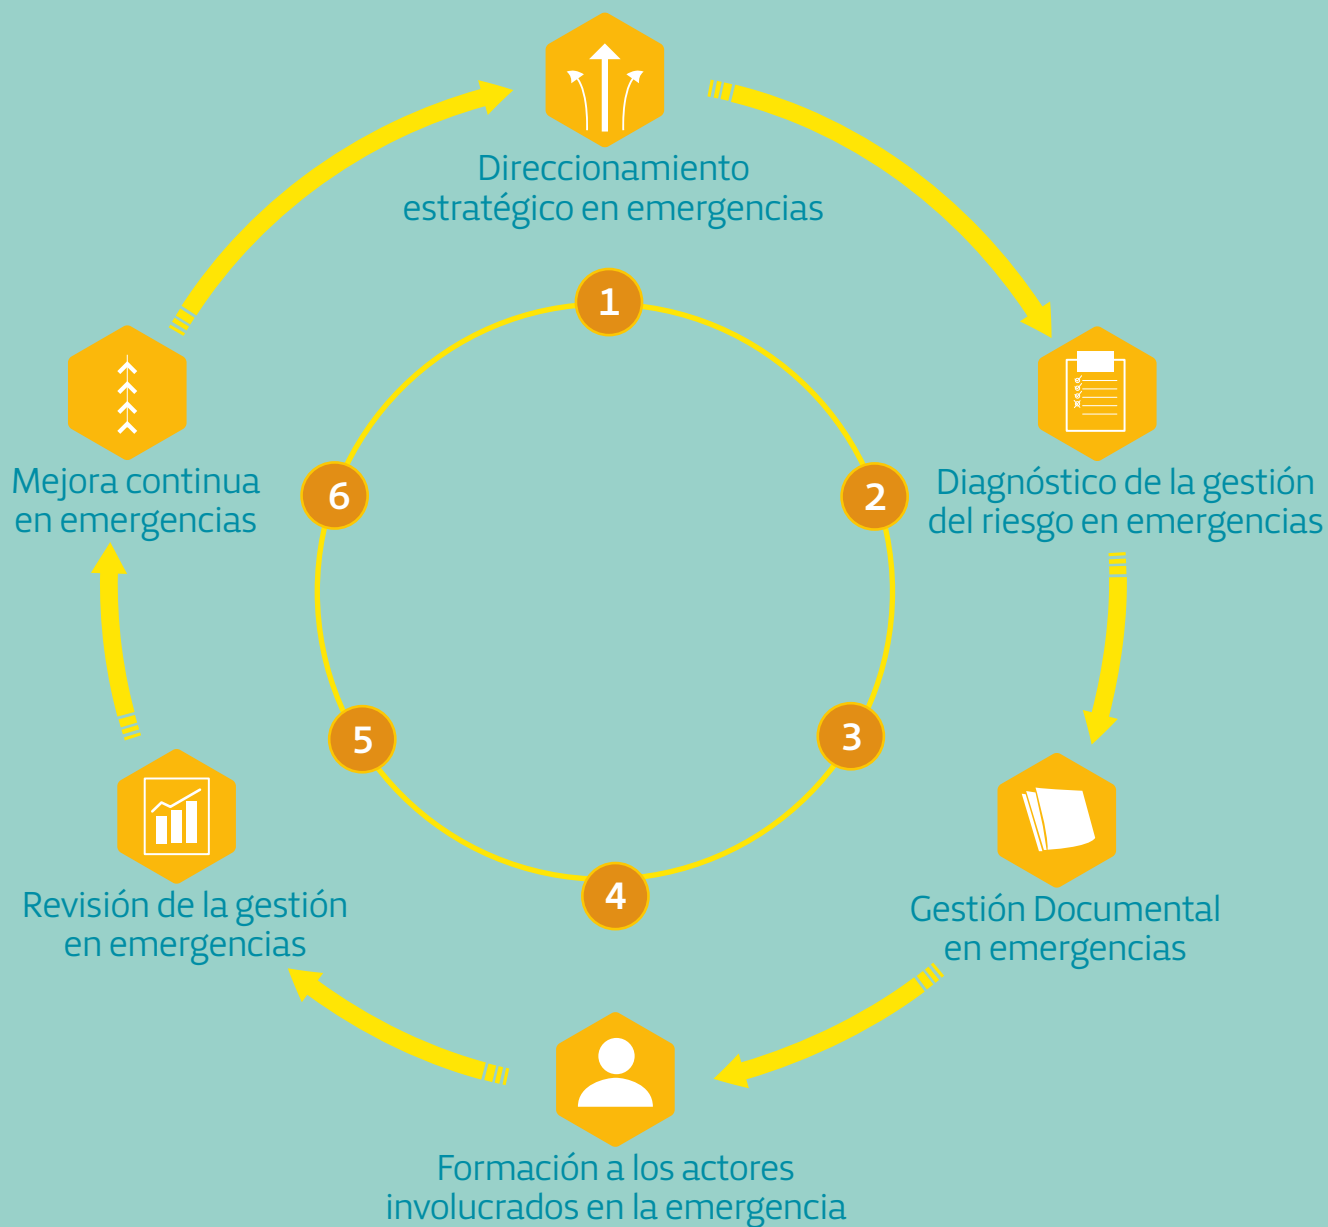 Direccionamiento
estratégico en emergencias
1
2
Diagnóstico de la gestión
del riesgo en emergencias
3
Gestión Documental
en emergencias
4
Formación a los actores
involucrados en la emergencia
5
Revisión de la gestión
en emergencias
6
Mejora continua
en emergencias